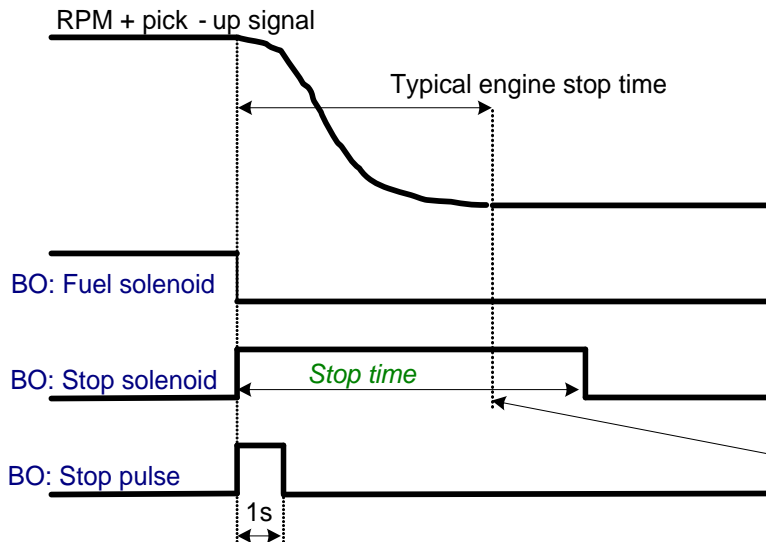 RPM + pick - up signal
Typical engine stop time
BO: Fuel solenoid
BO: Stop solenoid
Stop time
BO: Stop pulse
1s